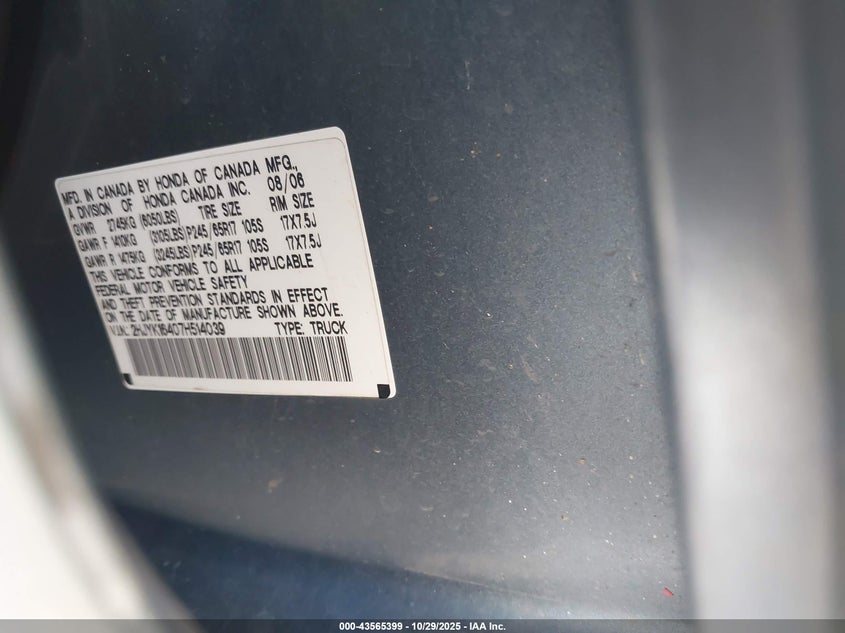 MFD. IN CANADA BY HONDA OF CANADA MFG.,
A DIVISION OF HONDA CANADA INC. 08/06
GVWR 2745KG (6050LBS) TIRE SIZE RIM SIZE
GAWR F 1410KG (3105LBS) P245/65R17 105S 17X7.5J
GAWR R 1475KG (3245LBS) P245/65R17 105S 17X7.5J
THIS VEHICLE CONFORMS TO ALL APPLICABLE
FEDERAL MOTOR VEHICLE SAFETY
AND THEFT PREVENTION STANDARDS IN EFFECT
ON THE DATE OF MANUFACTURE SHOWN ABOVE.
V.I.N.: 2HJYK16407H514039 TYPE: TRUCK
000-43565399 - 10/29/2025 - IAA Inc.